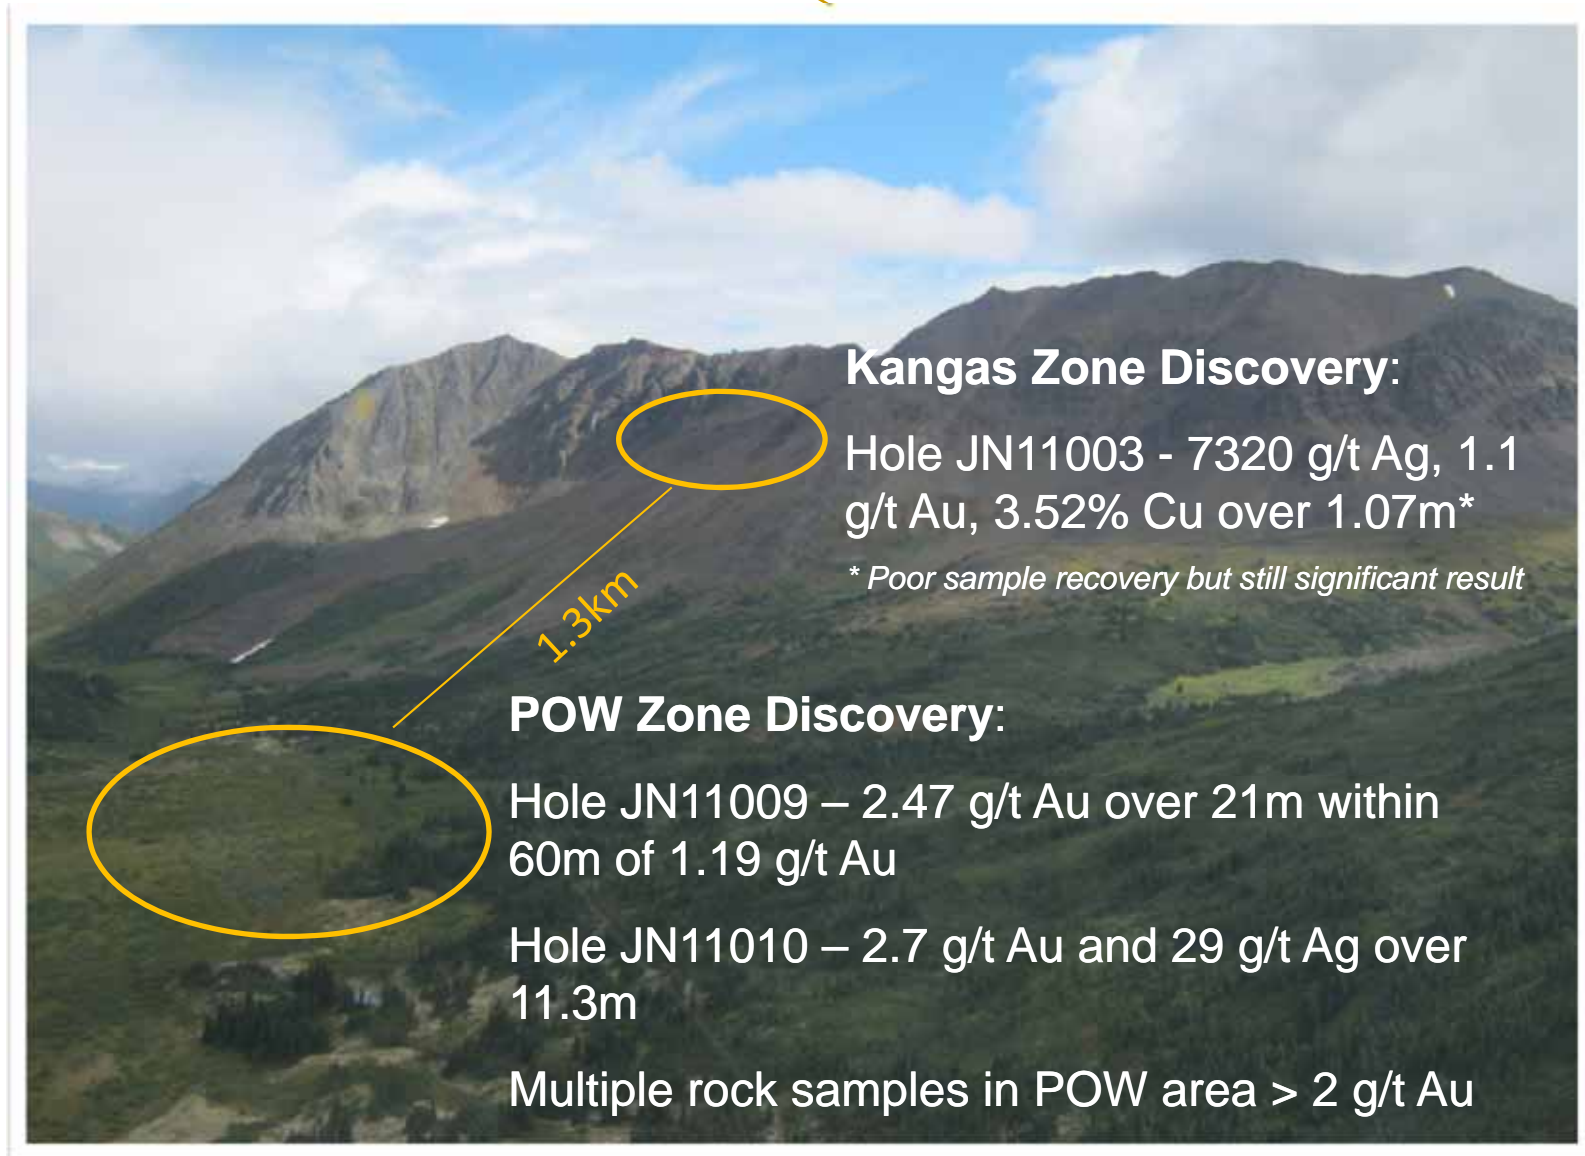 Kangas Zone Discovery:
Hole JN11003 - 7320 g/t Ag, 1.1
g/t Au, 3.52% Cu over 1.07m*
* Poor sample recovery but still significant result
1.3km
POW Zone Discovery:
Hole JN11009 – 2.47 g/t Au over 21m within
60m of 1.19 g/t Au
Hole JN11010 – 2.7 g/t Au and 29 g/t Ag over
11.3m
Multiple rock samples in POW area > 2 g/t Au